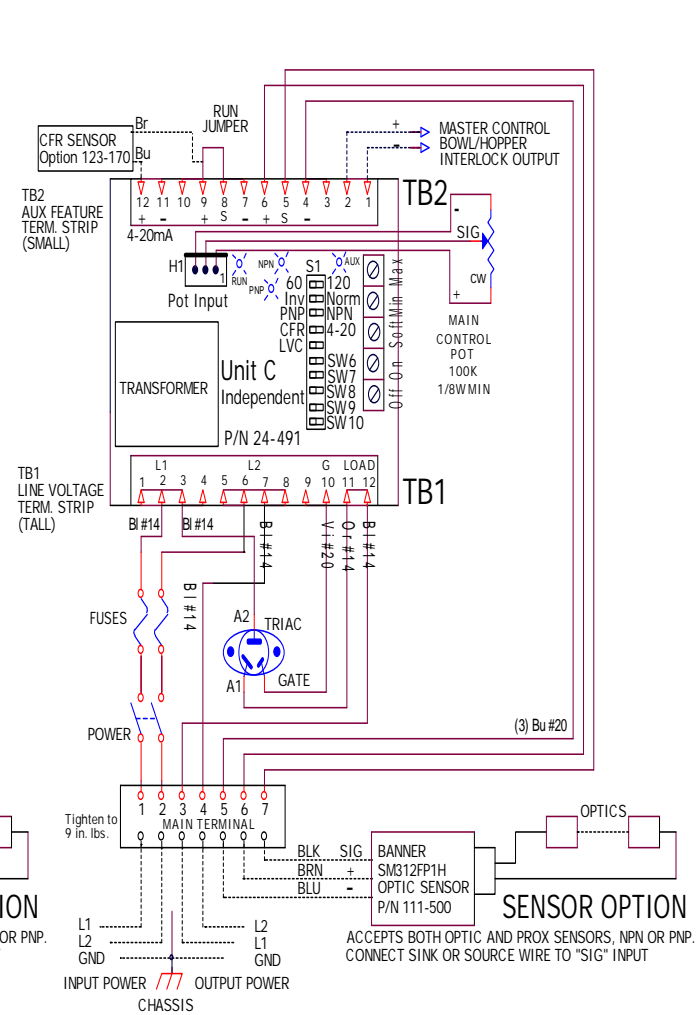 RUN
JUMPER
Br
CFR SENSOR
Option 123-170
Bu
+ MASTER CONTROL
- BOWL/HOPPER
INTERLOCK OUTPUT
TB2
AUX FEATURE
TERM. STRIP
(SMALL)
12 11 10 9 8 7 6 5 4 3 2 1
+ - + S - + S -
4-20mA
TB2
-
SIG
CW
+
MAIN
CONTROL
POT
100K
1/8W MIN
H1
1
Pot Input
RUN
NPN
PNP
AUX
S1
60 120
Inv Norm
PNP NPN
CFR 4-20
LVC
SW6
SW7
SW8
SW9
SW10
Off On Soft Min Max
TRANSFORMER
Unit C
Independent
P/N 24-491
TB1
LINE VOLTAGE
TERM. STRIP
(TALL)
L1 L2 G LOAD
1 2 3 4 5 6 7 8 9 10 11 12
TB1
Bl #14
Bl #14
Bl #14
Vi #20
Or #14
Bl #14
Bl #14
FUSES
A2
TRIAC
A1
GATE
POWER
(3) Bu #20
Tighten to
9 in. lbs.
1 2 3 4 5 6 7
MAIN TERMINAL
BLK SIG
BRN +
BLU -
BANNER
SM312FP1H
OPTIC SENSOR
P/N 111-500
OPTICS
ION
OR PNP.
SENSOR OPTION
ACCEPTS BOTH OPTIC AND PROX SENSORS, NPN OR PNP.
CONNECT SINK OR SOURCE WIRE TO "SIG" INPUT
L1 L2
L2 L1
GND GND
INPUT POWER OUTPUT POWER
CHASSIS